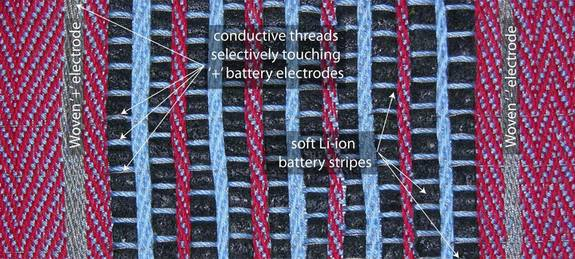 Woven '+' electrode
conductive threads
selectively touching
'+' battery electrodes
soft Li-ion
battery stripes
Woven '-' electrode